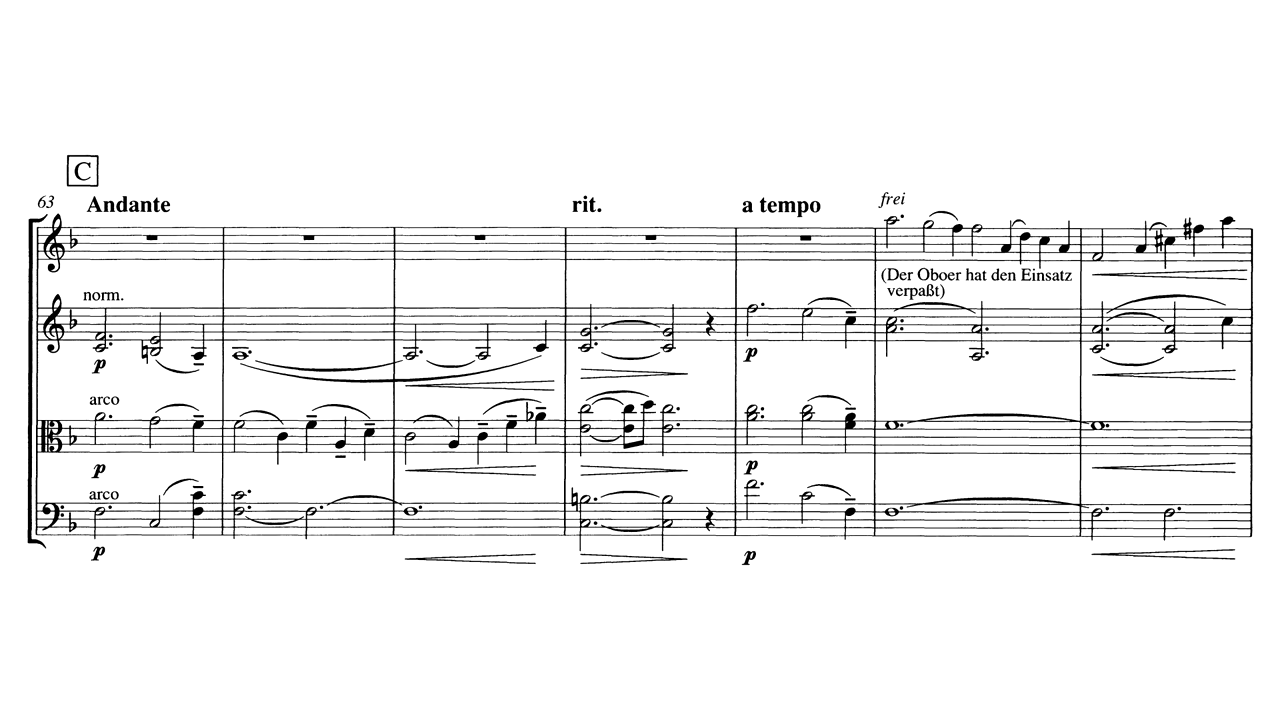 C
63 Andante rit. a tempo frei
(Der Oboer hat den Einsatz
verpaßt)
norm.
p p
arco
p p
arco
p p